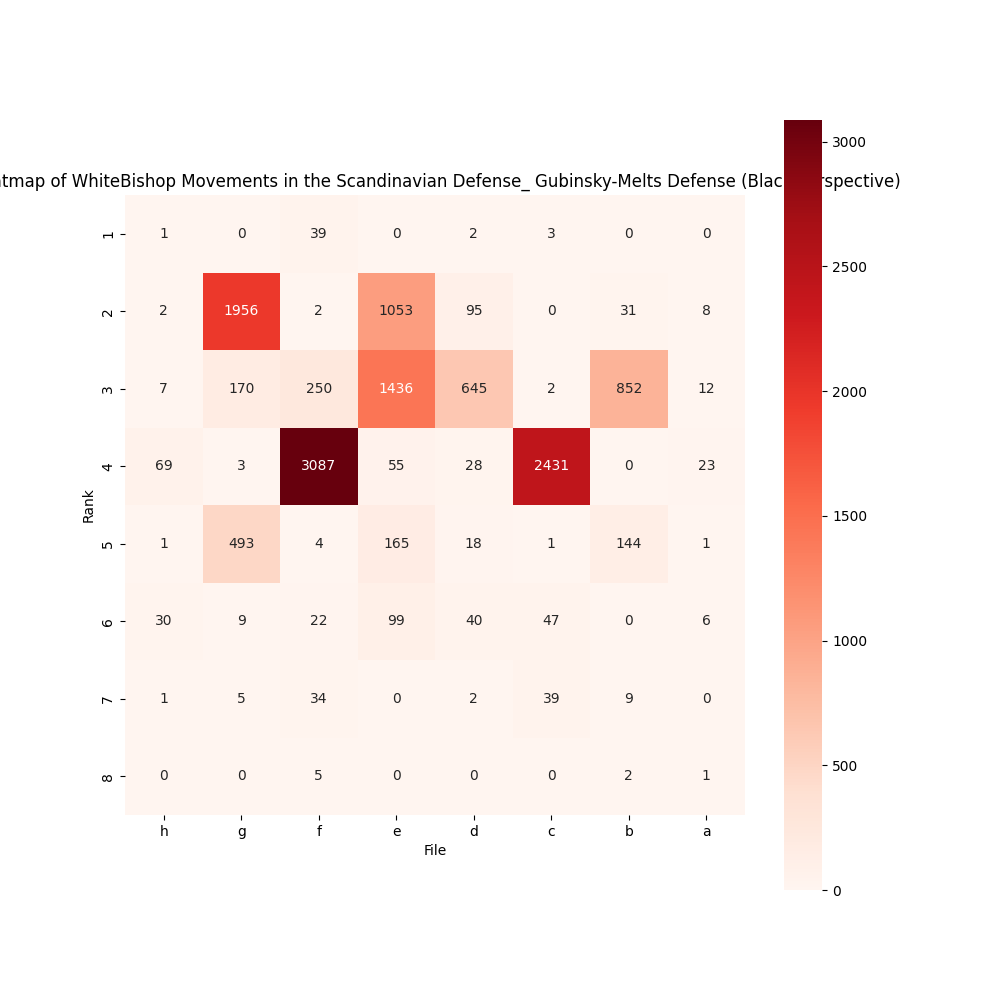 tmap of WhiteBishop Movements in the Scandinavian Defense_ Gubinsky-Melts Defense (Blac rspective)
1 1 0 39 0 2 3 0 0
2 2 1956 2 1053 95 0 31 8
3 7 170 250 1436 645 2 852 12
4 69 3 3087 55 28 2431 0 23
5 1 493 4 165 18 1 144 1
6 30 9 22 99 40 47 0 6
7 1 5 34 0 2 39 9 0
8 0 0 5 0 0 0 2 1
h g f e d c b a
File
Rank
3000
2500
2000
1500
1000
500
0